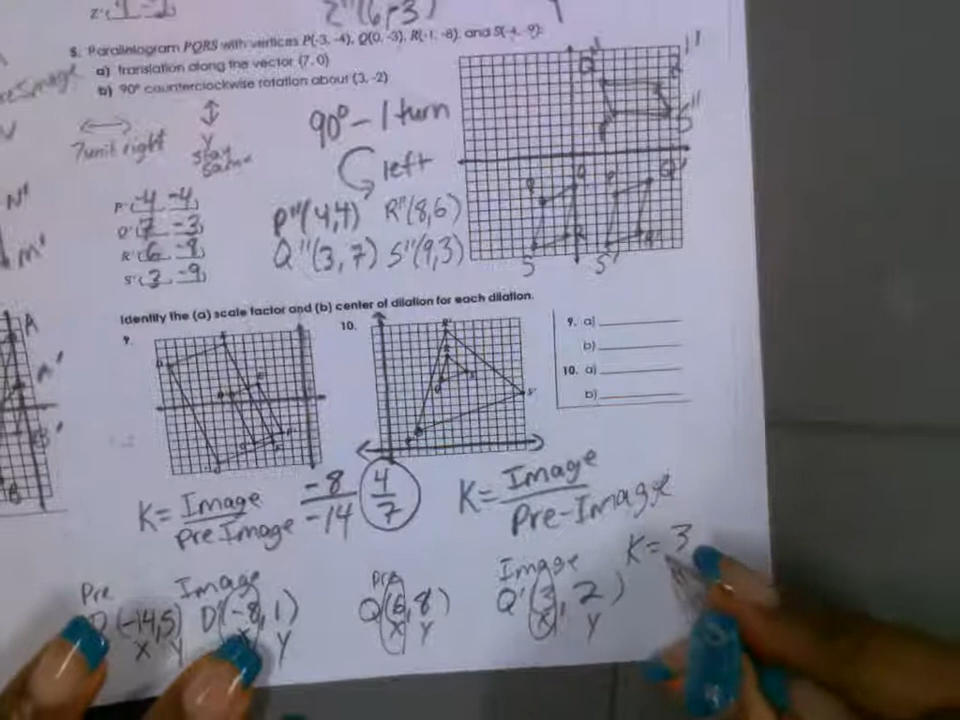 Z'(
Z"(6,-3)
5. Parallelogram PQRS with vertices P(-3, -4), Q(0, -3), R(-1, -8), and S(-4, -9):
a) translation along the vector ⟨7, 0⟩
b) 90° counterclockwise rotation about (3, -2)
7 unit right
y stay same
90° - 1 turn
left
P'( 4 -4 )
Q'( 7 -3 )
R'( 6 -8 )
S'( 3 -9 )
P"(4,4) R"(8,6)
Q"(3,7) S"(9,3)
N'
M'
Identify the (a) scale factor and (b) center of dilation for each dilation.
9.
10.
9. a)
b)
10. a)
b)
K = Image / Pre Image
-8 / -14
4 / 7
K = Image / Pre-Image
K = 3
Pre Image
D(-14,5) D'(-8,1)
X Y X Y
Pre Image
Q(6,8) Q'(3,2)
X Y X Y